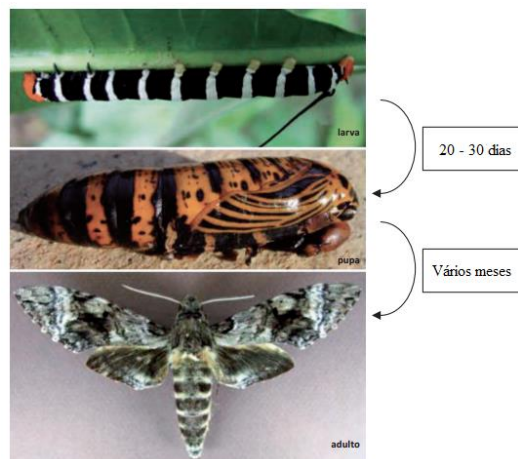 larva
20 - 30 dias
pupa
Vários meses
adulto